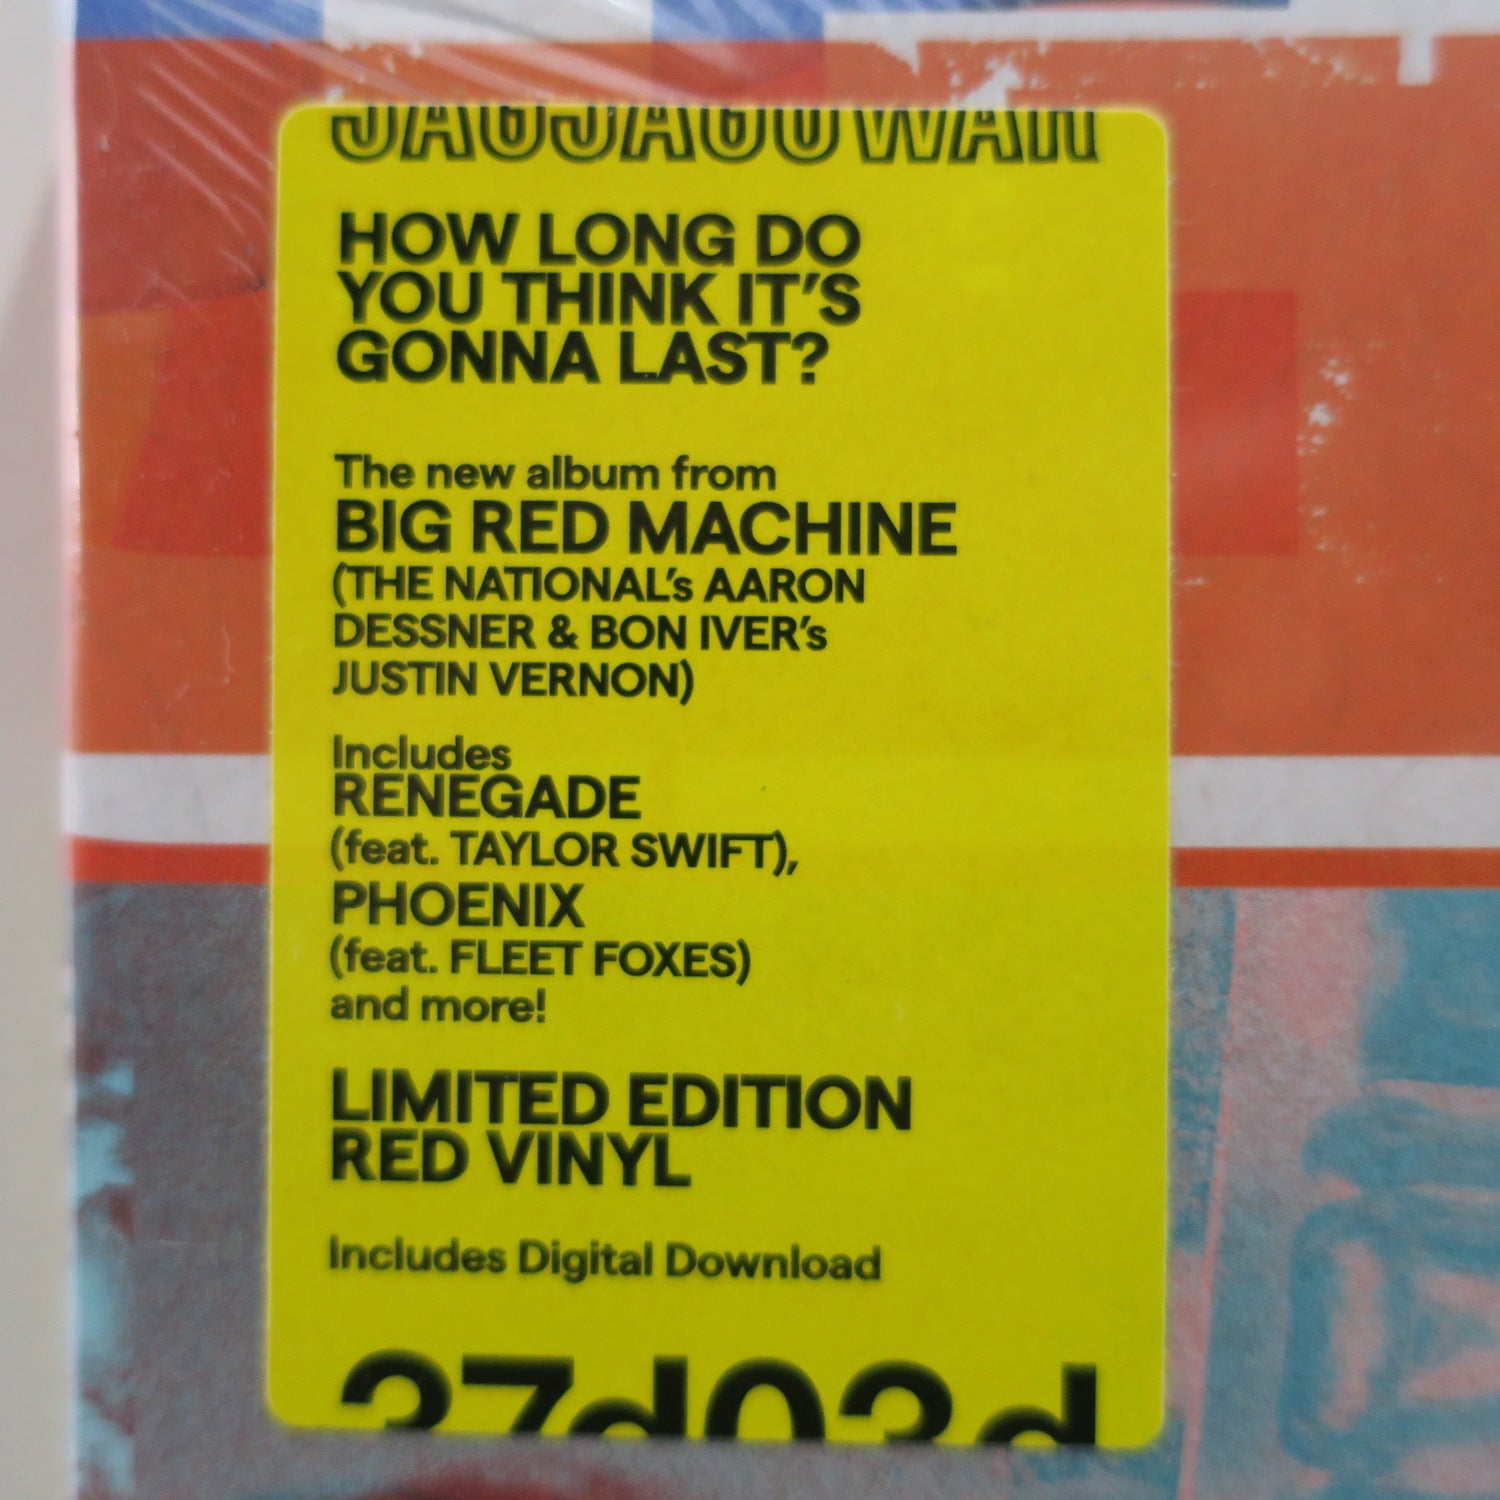 JAGJAGUWAR
HOW LONG DO
YOU THINK IT'S
GONNA LAST?
The new album from
BIG RED MACHINE
(THE NATIONAL's AARON
DESSNER & BON IVER's
JUSTIN VERNON)
Includes
RENEGADE
(feat. TAYLOR SWIFT),
PHOENIX
(feat. FLEET FOXES)
and more!
LIMITED EDITION
RED VINYL
Includes Digital Download
37d03d